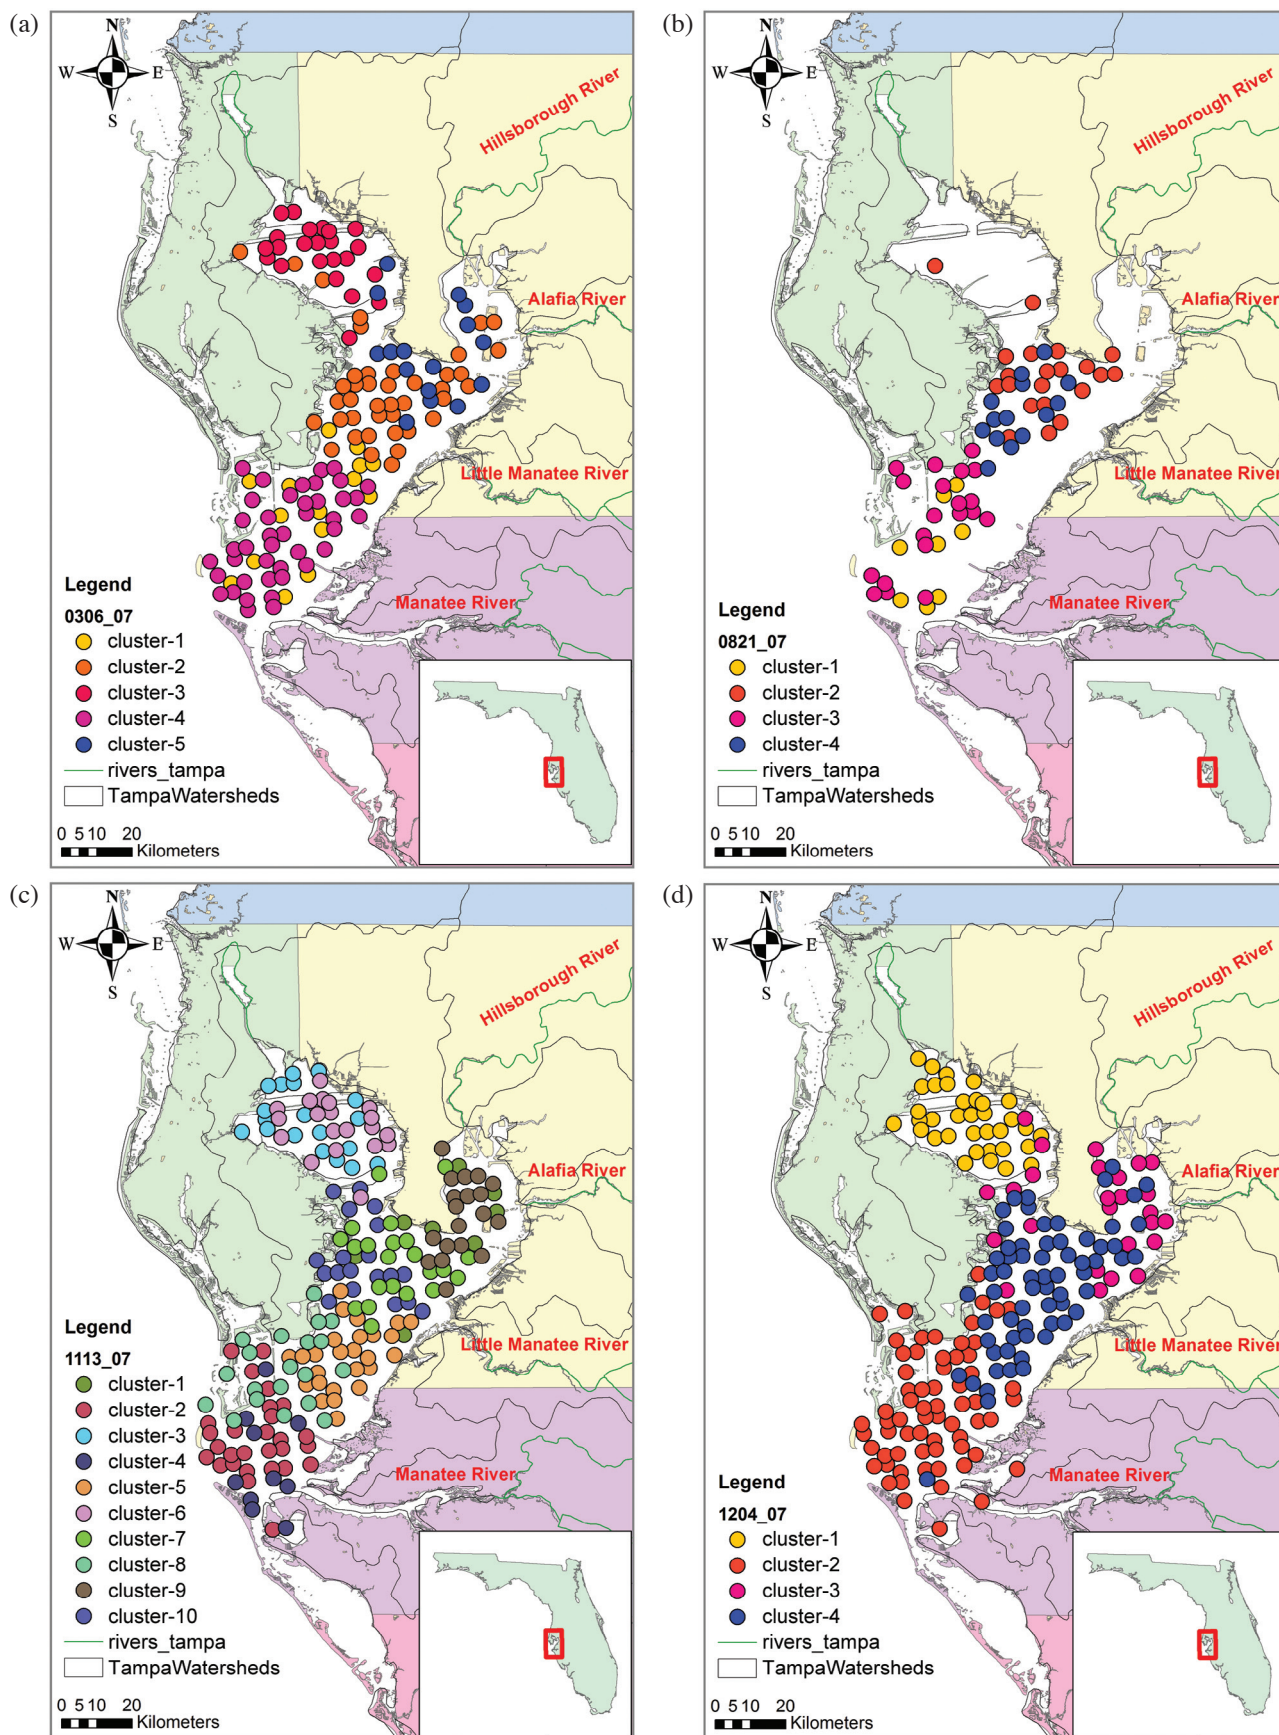 (a)
N
W E
S
Hillsborough River
Alafia River
Little Manatee River
Manatee River
Legend
0306_07
cluster-1
cluster-2
cluster-3
cluster-4
cluster-5
rivers_tampa
TampaWatersheds
0 5 10 20
Kilometers
(b)
N
W E
S
Hillsborough River
Alafia River
Little Manatee River
Manatee River
Legend
0821_07
cluster-1
cluster-2
cluster-3
cluster-4
rivers_tampa
TampaWatersheds
0 5 10 20
Kilometers
(c)
N
W E
S
Hillsborough River
Alafia River
Little Manatee River
Manatee River
Legend
1113_07
cluster-1
cluster-2
cluster-3
cluster-4
cluster-5
cluster-6
cluster-7
cluster-8
cluster-9
cluster-10
rivers_tampa
TampaWatersheds
0 5 10 20
Kilometers
(d)
N
W E
S
Hillsborough River
Alafia River
Little Manatee River
Manatee River
Legend
1204_07
cluster-1
cluster-2
cluster-3
cluster-4
rivers_tampa
TampaWatersheds
0 5 10 20
Kilometers